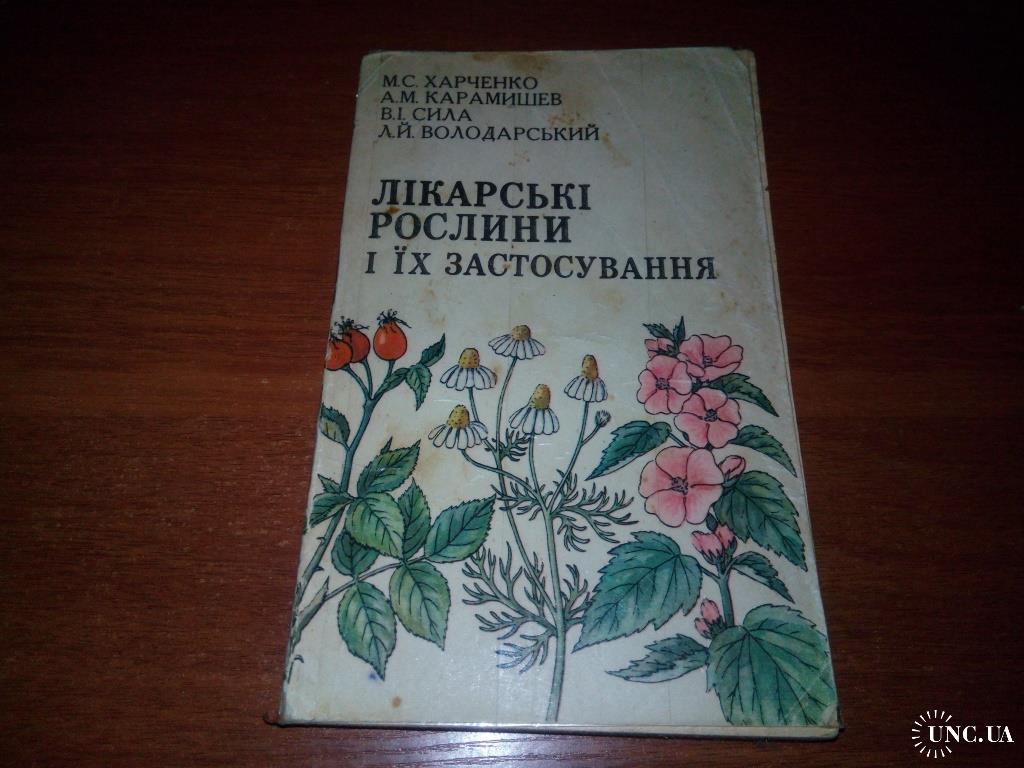 М.С. ХАРЧЕНКО
А.М. КАРАМИШЕВ
В.І. СИЛА
Л.Й. ВОЛОДАРСЬКИЙ
ЛІКАРСЬКІ
РОСЛИНИ
І ЇХ ЗАСТОСУВАННЯ
UNC.UA